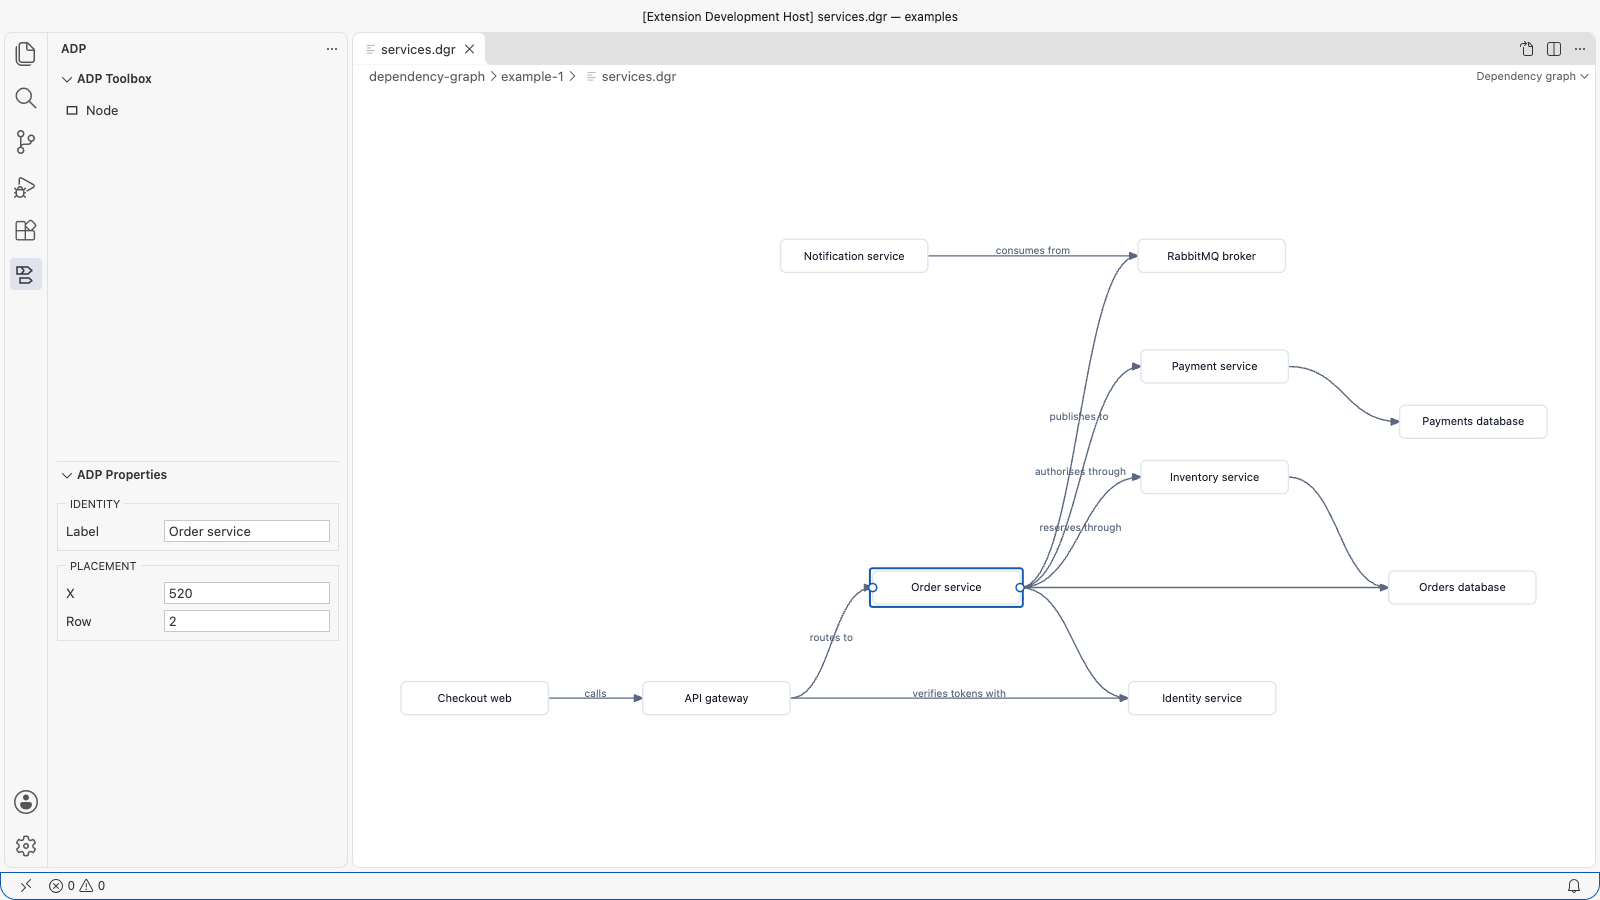 [Extension Development Host] services.dgr — examples
ADP
ADP Toolbox
Node
ADP Properties
IDENTITY
Label
Order service
PLACEMENT
X
520
Row
2
services.dgr
dependency-graph
example-1
services.dgr
Dependency graph
Notification service
consumes from
RabbitMQ broker
Payment service
publishes to
Payments database
authorises through
Inventory service
reserves through
Order service
Orders database
routes to
Checkout web
calls
API gateway
verifies tokens with
Identity service
0
0